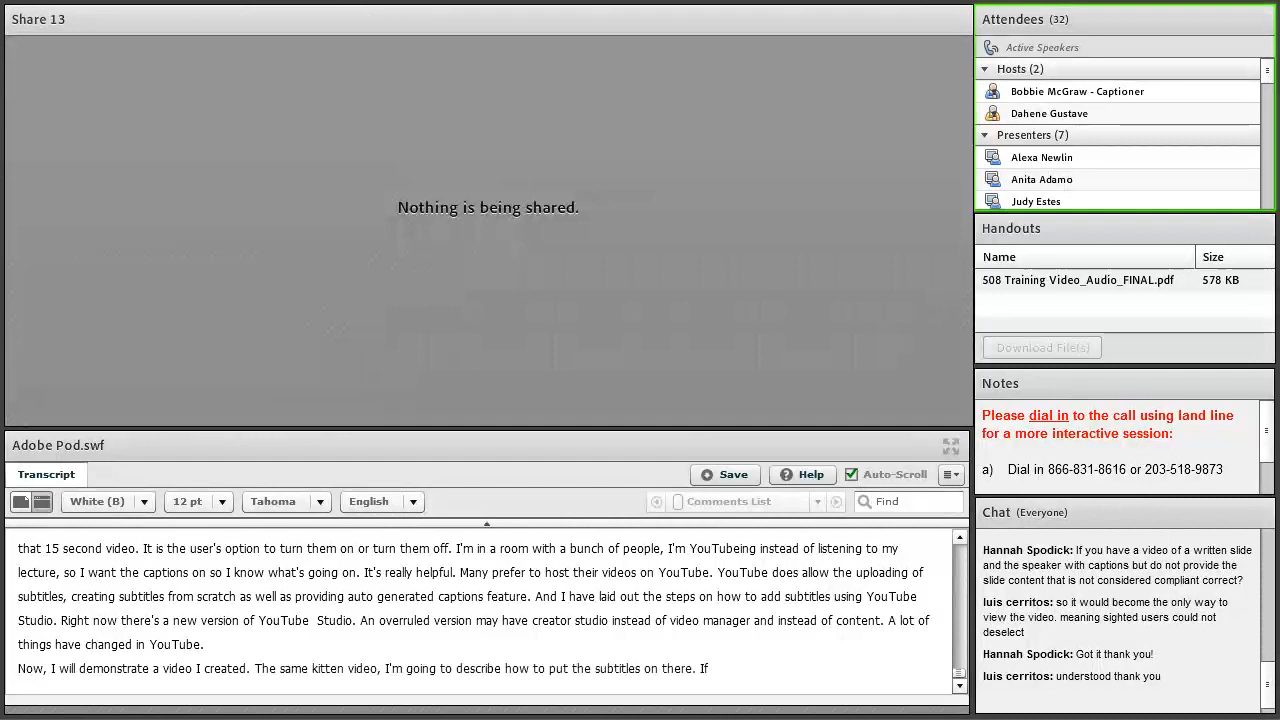 Share 13
Nothing is being shared.
Attendees (32)
Active Speakers
Hosts (2)
Bobbie McGraw - Captioner
Dahene Gustave
Presenters (7)
Alexa Newlin
Anita Adamo
Judy Estes
Handouts
Name Size
508 Training Video_Audio_FINAL.pdf 578 KB
Download File(s)
Notes
Please dial in to the call using land line
for a more interactive session:
a) Dial in 866-831-8616 or 203-518-9873
Adobe Pod.swf
Transcript Save Help Auto-Scroll
White (B) 12 pt Tahoma English Comments List Find
that 15 second video. It is the user's option to turn them on or turn them off. I'm in a room with a bunch of people, I'm YouTubeing instead of listening to my
lecture, so I want the captions on so I know what's going on. It's really helpful. Many prefer to host their videos on YouTube. YouTube does allow the uploading of
subtitles, creating subtitles from scratch as well as providing auto generated captions feature. And I have laid out the steps on how to add subtitles using YouTube
Studio. Right now there's a new version of YouTube  Studio. An overruled version may have creator studio instead of video manager and instead of content. A lot of
things have changed in YouTube.
Now, I will demonstrate a video I created. The same kitten video, I'm going to describe how to put the subtitles on there. If
Chat (Everyone)
Hannah Spodick: If you have a video of a written slide
and the speaker with captions but do not provide the
slide content that is not considered compliant correct?
luis cerritos: so it would become the only way to
view the video. meaning sighted users could not
deselect
Hannah Spodick: Got it thank you!
luis cerritos: understood thank you